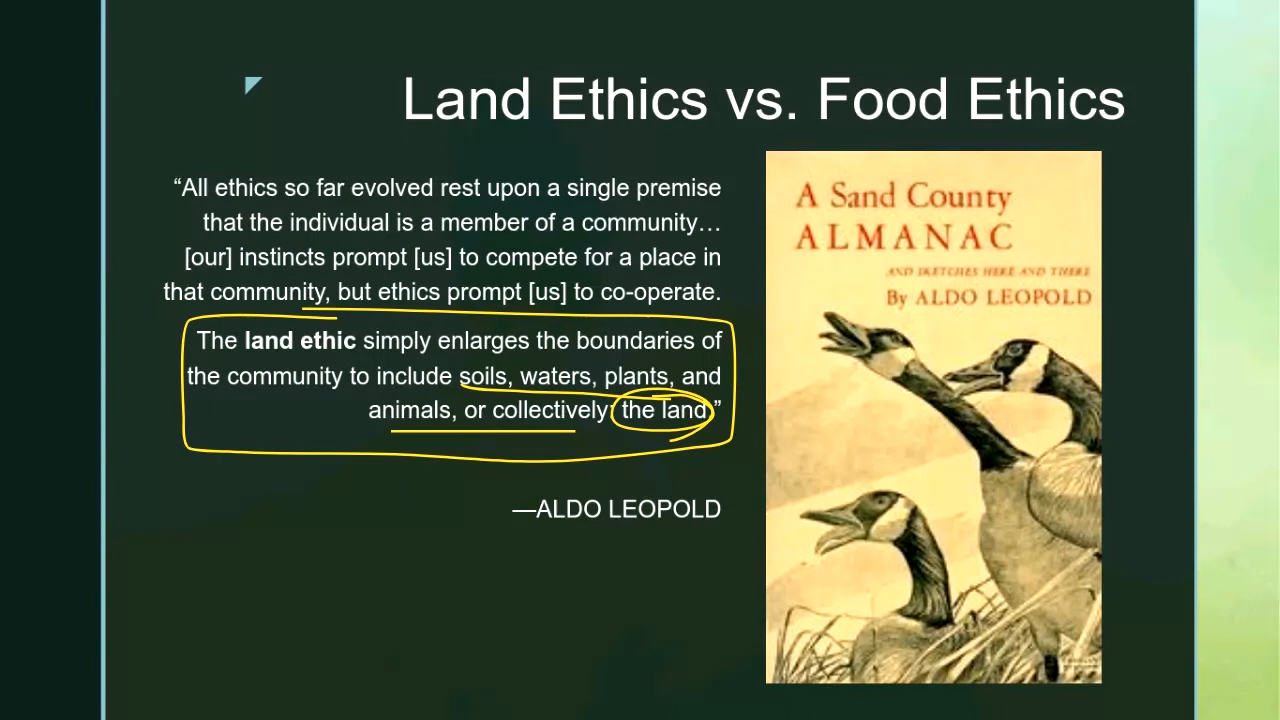 Land Ethics vs. Food Ethics
“All ethics so far evolved rest upon a single premise
that the individual is a member of a community…
[our] instincts prompt [us] to compete for a place in
that community, but ethics prompt [us] to co-operate.
The land ethic simply enlarges the boundaries of
the community to include soils, waters, plants, and
animals, or collectively: the land.”
—ALDO LEOPOLD
A Sand County
ALMANAC
AND SKETCHES HERE AND THERE
By ALDO LEOPOLD